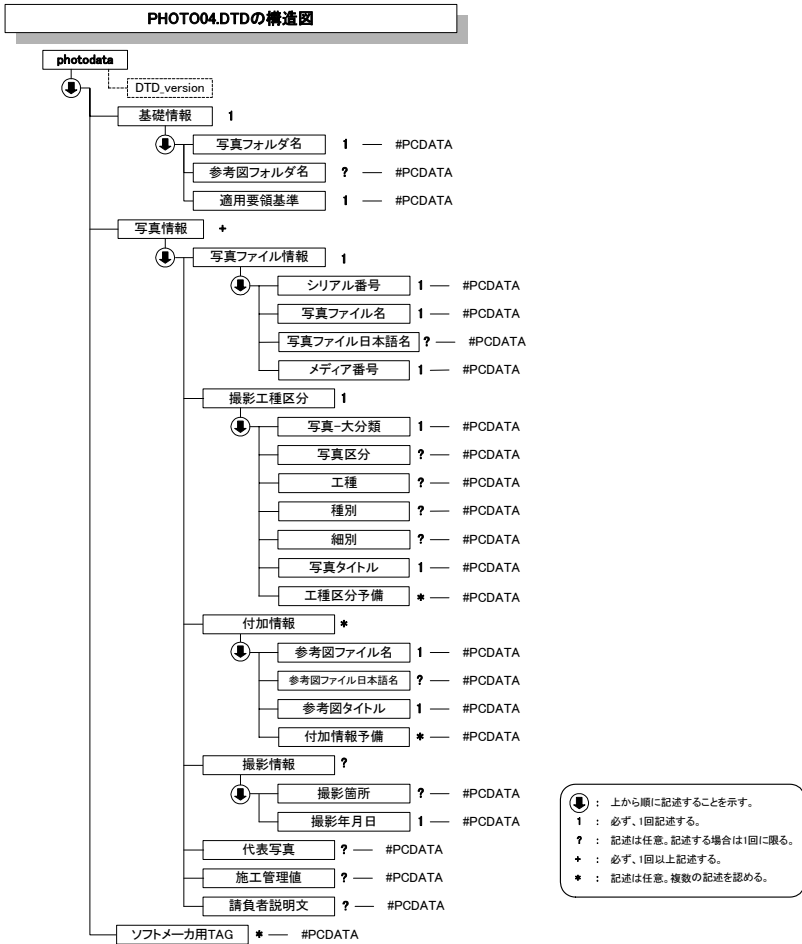 PHOTO04.DTDの構造図
photodata
DTD_version
基礎情報 1
写真フォルダ名 1 — #PCDATA
参考図フォルダ名 ? — #PCDATA
適用要領基準 1 — #PCDATA
写真情報 +
写真ファイル情報 1
シリアル番号 1 — #PCDATA
写真ファイル名 1 — #PCDATA
写真ファイル日本語名 ? — #PCDATA
メディア番号 1 — #PCDATA
撮影工種区分 1
写真-大分類 1 — #PCDATA
写真区分 ? — #PCDATA
工種 ? — #PCDATA
種別 ? — #PCDATA
細別 ? — #PCDATA
写真タイトル 1 — #PCDATA
工種区分予備 * — #PCDATA
付加情報 *
参考図ファイル名 1 — #PCDATA
参考図ファイル日本語名 ? — #PCDATA
参考図タイトル 1 — #PCDATA
付加情報予備 * — #PCDATA
撮影情報 ?
撮影箇所 ? — #PCDATA
撮影年月日 1 — #PCDATA
代表写真 ? — #PCDATA
施工管理値 ? — #PCDATA
請負者説明文 ? — #PCDATA
ソフトメーカ用TAG * — #PCDATA
: 上から順に記述することを示す。
1 : 必ず、1回記述する。
? : 記述は任意。記述する場合は1回に限る。
+ : 必ず、1回以上記述する。
* : 記述は任意。複数の記述を認める。